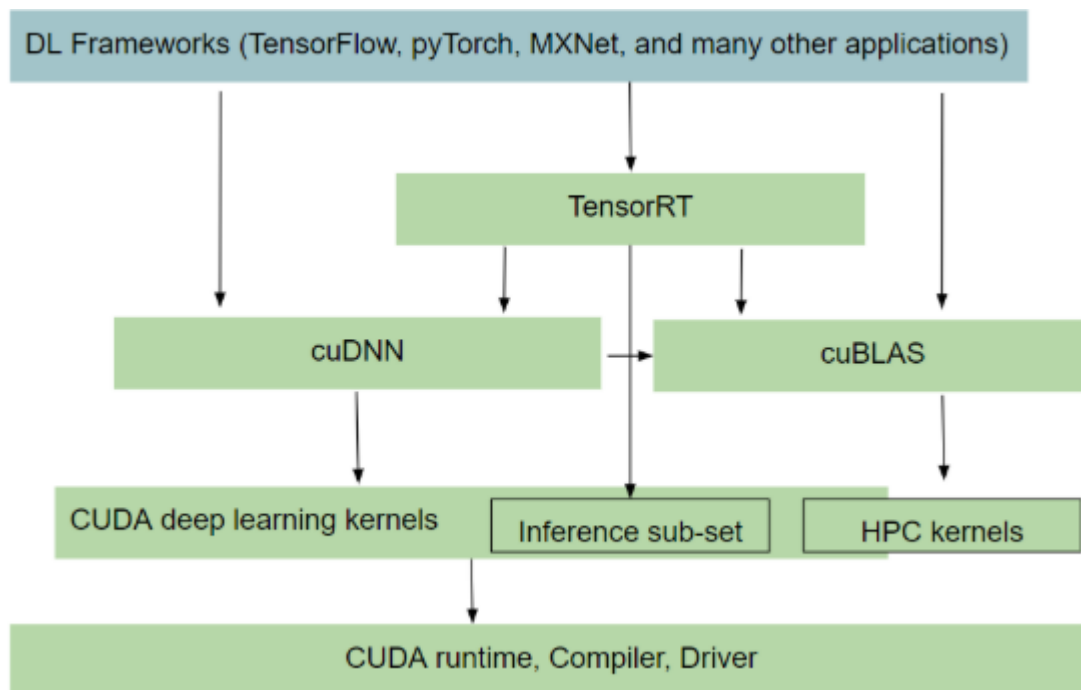 DL Frameworks (TensorFlow, pyTorch, MXNet, and many other applications)
TensorRT
cuDNN
cuBLAS
CUDA deep learning kernels
Inference sub-set
HPC kernels
CUDA runtime, Compiler, Driver